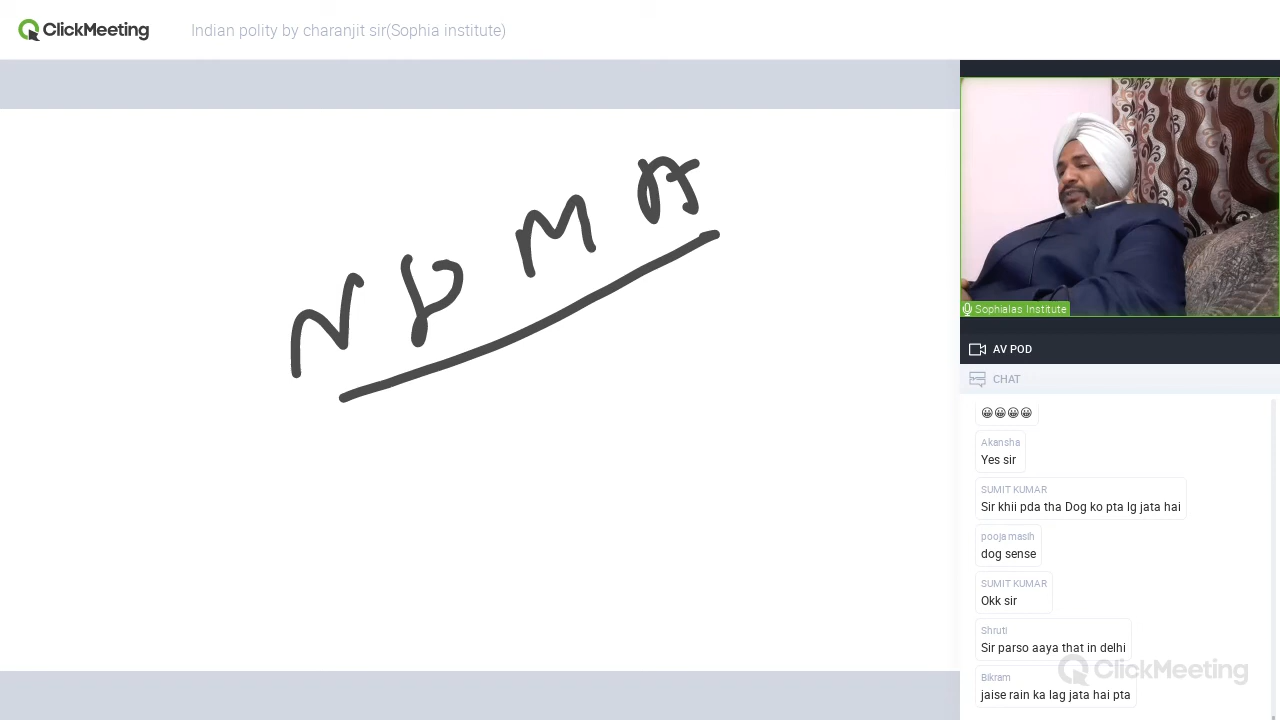 ClickMeeting
Indian polity by charanjit sir(Sophia institute)
N D M A
Sophialas Institute
AV POD
CHAT
😀😀😀😀
Akansha
Yes sir
SUMIT KUMAR
Sir khii pda tha Dog ko pta lg jata hai
pooja masih
dog sense
SUMIT KUMAR
Okk sir
Shruti
Sir parso aaya that in delhi
Bikram
jaise rain ka lag jata hai pta
ClickMeeting